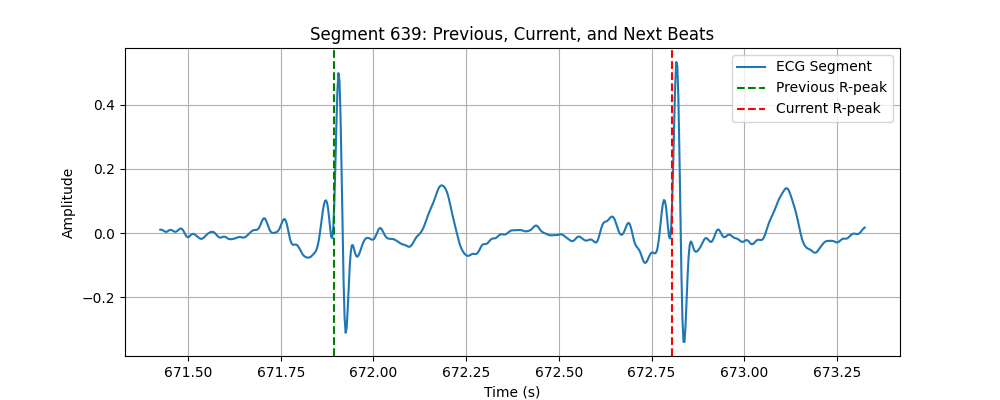 Segment 639: Previous, Current, and Next Beats
ECG Segment
Previous R-peak
Current R-peak
0.4
0.2
0.0
−0.2
Amplitude
671.50 671.75 672.00 672.25 672.50 672.75 673.00 673.25
Time (s)